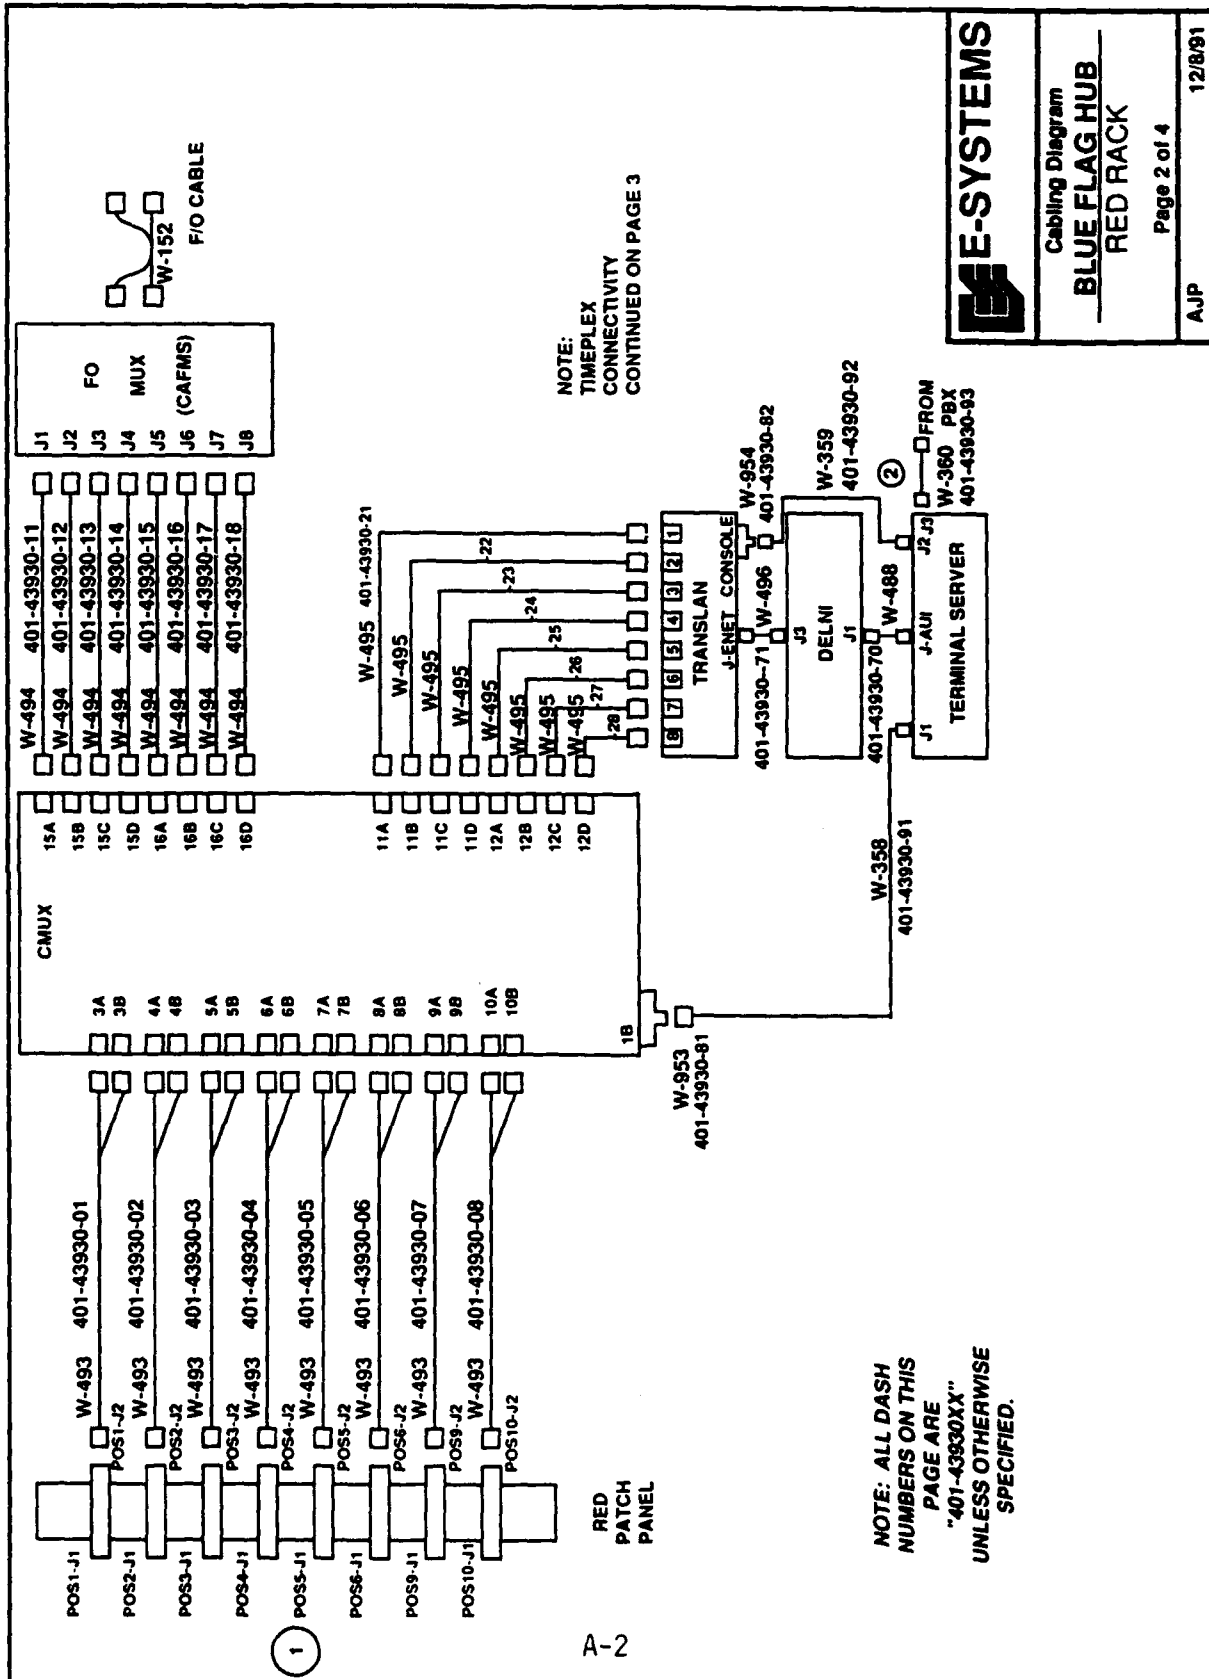 POS1-J1
POS2-J1
POS3-J1
POS4-J1
POS5-J1
POS6-J1
POS9-J1
POS10-J1
1
RED
PATCH
PANEL
POS1-J2
POS2-J2
POS3-J2
POS4-J2
POS5-J2
POS6-J2
POS9-J2
POS10-J2
W-493 401-43930-01
W-493 401-43930-02
W-493 401-43930-03
W-493 401-43930-04
W-493 401-43930-05
W-493 401-43930-06
W-493 401-43930-07
W-493 401-43930-08
CMUX
3A
3B
4A
4B
5A
5B
6A
6B
7A
7B
8A
8B
9A
9B
10A
10B
1B
W-953
401-43930-81
15A
15B
15C
15D
16A
16B
16C
16D
11A
11B
11C
11D
12A
12B
12C
12D
W-494 401-43930-11
W-494 401-43930-12
W-494 401-43930-13
W-494 401-43930-14
W-494 401-43930-15
W-494 401-43930-16
W-494 401-43930-17
W-494 401-43930-18
J1
J2
J3
J4
J5
J6
J7
J8
FO
MUX
(CAFMS)
W-152
F/O CABLE
W-495 401-43930-21
W-495 -22
W-495 -23
W-495 -24
W-495 -25
W-495 -26
W-495 -27
W-495 -28
8 7 6 5 4 3 2 1
TRANSLAN
J-ENET CONSOLE
W-954
401-43930-82
401-43930--71 W-496
J3
DELNI
J1
W-359
401-43930-92
401-43930-70 W-488
J1 J-AUI J2 J3
TERMINAL SERVER
2
FROM
W-360 PBX
401-43930-93
W-358
401-43930-91
NOTE:
TIMEPLEX
CONNECTIVITY
CONTINUED ON PAGE 3
NOTE: ALL DASH
NUMBERS ON THIS
PAGE ARE
"401-43930XX"
UNLESS OTHERWISE
SPECIFIED.
E-SYSTEMS
Cabling Diagram
BLUE FLAG HUB
RED RACK
Page 2 of 4
AJP 12/8/91
A-2